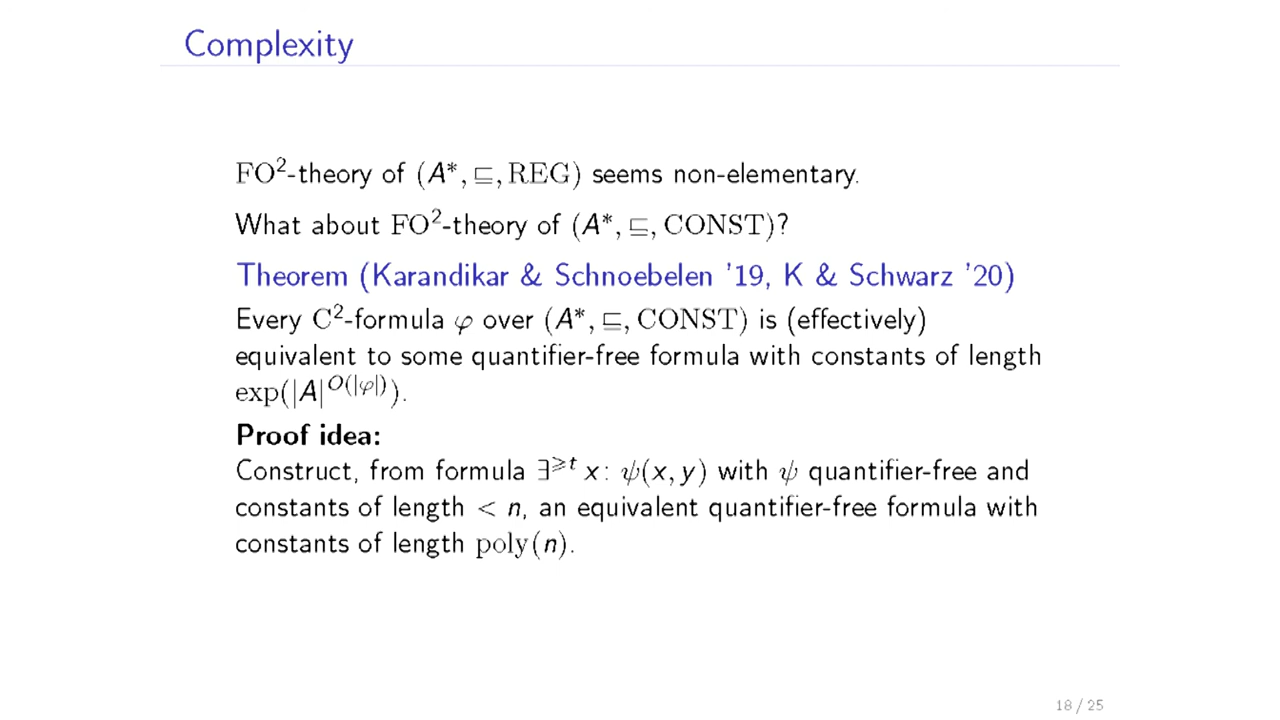 Complexity
FO²-theory of (A*, ⊑, REG) seems non-elementary.
What about FO²-theory of (A*, ⊑, CONST)?
Theorem (Karandikar & Schnoebelen '19, K & Schwarz '20)
Every C²-formula φ over (A*, ⊑, CONST) is (effectively)
equivalent to some quantifier-free formula with constants of length
exp(|A|^{O(|φ|)}).
Proof idea:
Construct, from formula ∃^{⩾t} x: ψ(x, y) with ψ quantifier-free and
constants of length < n, an equivalent quantifier-free formula with
constants of length poly(n).
18 / 25